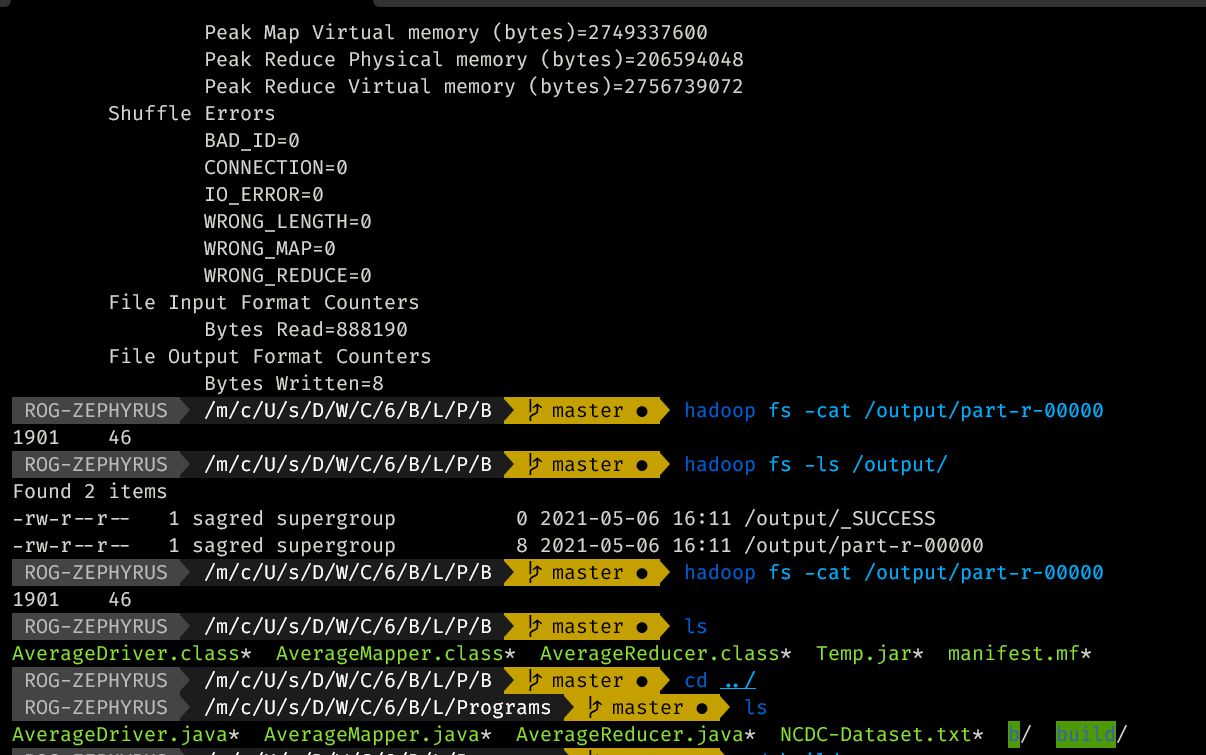 Peak Map Virtual memory (bytes)=2749337600
Peak Reduce Physical memory (bytes)=206594048
Peak Reduce Virtual memory (bytes)=2756739072
Shuffle Errors
BAD_ID=0
CONNECTION=0
IO_ERROR=0
WRONG_LENGTH=0
WRONG_MAP=0
WRONG_REDUCE=0
File Input Format Counters
Bytes Read=888190
File Output Format Counters
Bytes Written=8
ROG-ZEPHYRUS /m/c/U/s/D/W/C/6/B/L/P/B master ● hadoop fs -cat /output/part-r-00000
1901 46
ROG-ZEPHYRUS /m/c/U/s/D/W/C/6/B/L/P/B master ● hadoop fs -ls /output/
Found 2 items
-rw-r--r-- 1 sagred supergroup 0 2021-05-06 16:11 /output/_SUCCESS
-rw-r--r-- 1 sagred supergroup 8 2021-05-06 16:11 /output/part-r-00000
ROG-ZEPHYRUS /m/c/U/s/D/W/C/6/B/L/P/B master ● hadoop fs -cat /output/part-r-00000
1901 46
ROG-ZEPHYRUS /m/c/U/s/D/W/C/6/B/L/P/B master ● ls
AverageDriver.class* AverageMapper.class* AverageReducer.class* Temp.jar* manifest.mf*
ROG-ZEPHYRUS /m/c/U/s/D/W/C/6/B/L/P/B master ● cd ../
ROG-ZEPHYRUS /m/c/U/s/D/W/C/6/B/L/Programs master ● ls
AverageDriver.java* AverageMapper.java* AverageReducer.java* NCDC-Dataset.txt* b/ build/